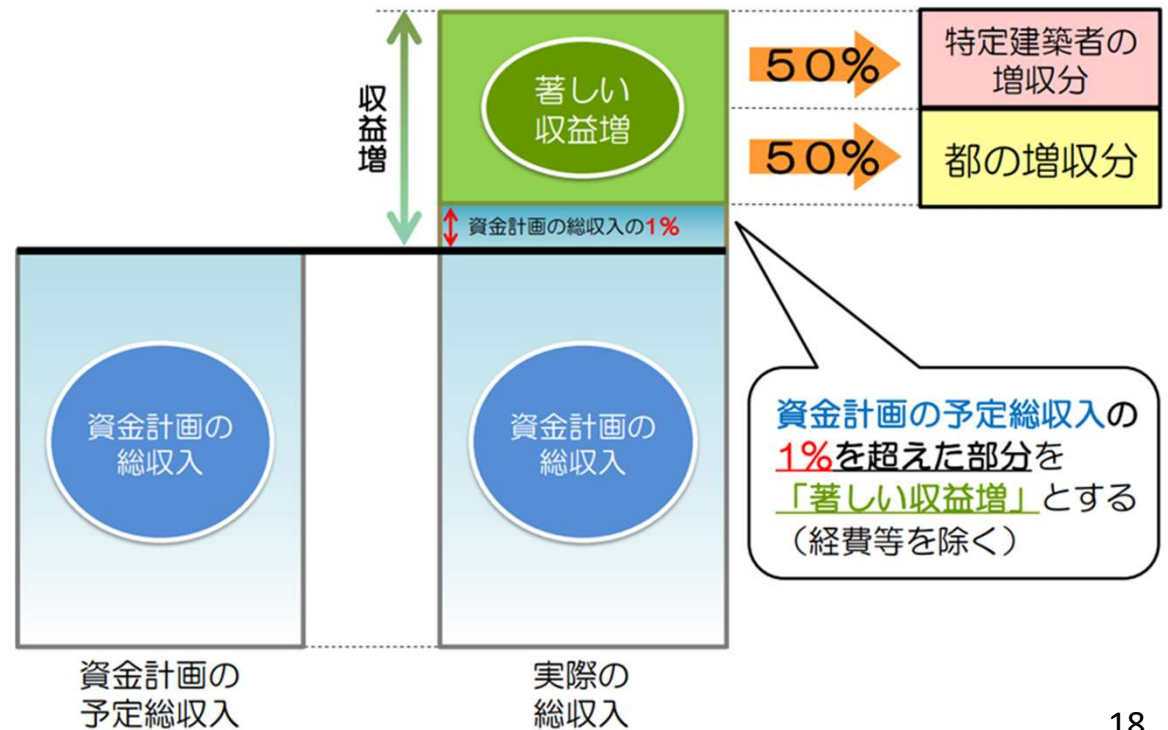 収益増
著しい
収益増
50%
特定建築者の
増収分
50%
都の増収分
資金計画の総収入の1%
資金計画の
総収入
資金計画の
総収入
資金計画の予定総収入の
1%を超えた部分を
「著しい収益増」とする
（経費等を除く）
資金計画の
予定総収入
実際の
総収入
18